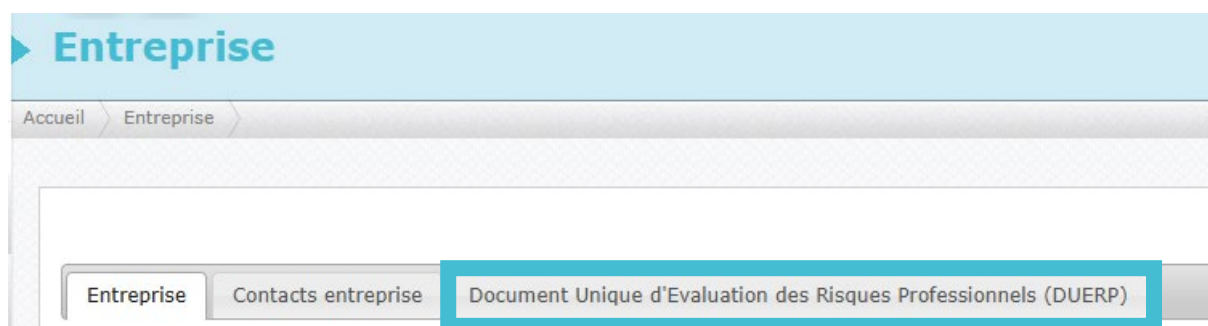 Entreprise
Accueil Entreprise
Entreprise Contacts entreprise Document Unique d'Evaluation des Risques Professionnels (DUERP)